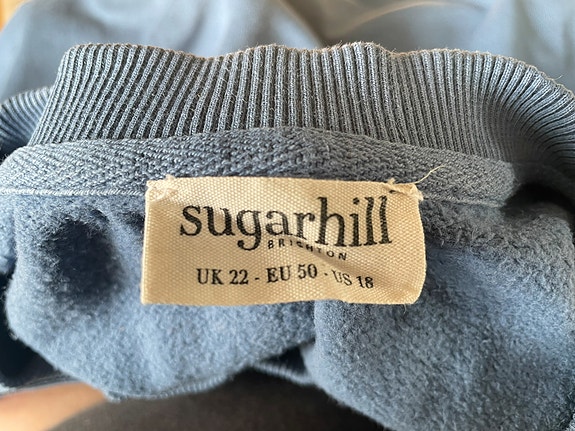 sugarhill
BRIGHTON
UK 22 - EU 50 - US 18